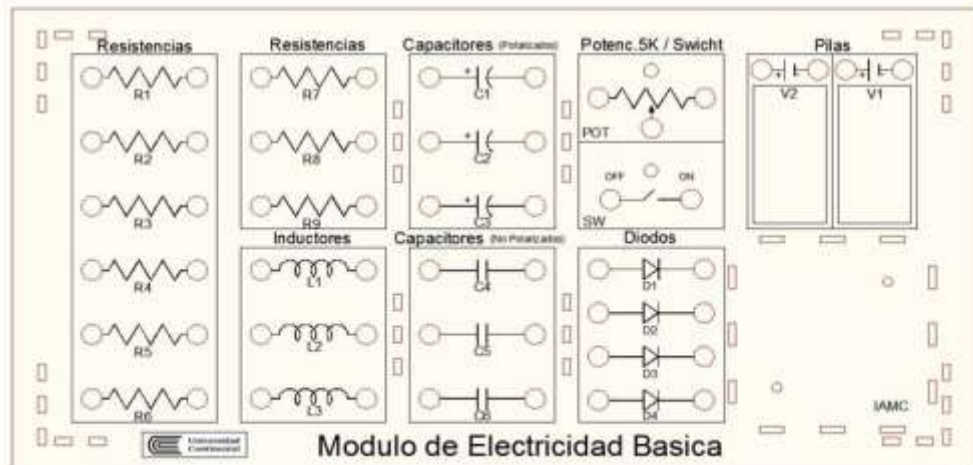 Resistencias
R1
R2
R3
R4
R5
R6
Resistencias
R7
R8
R9
Inductores
L1
L2
L3
Capacitores (Polarizados)
+
C1
+
C2
+
C3
Capacitores (No Polarizados)
C4
C5
C6
Potenc.5K / Swicht
POT
OFF ON
SW
Diodos
D1
D2
D3
D4
Pilas
+ +
V2 V1
IAMC
Universidad
Continental
Modulo de Electricidad Basica